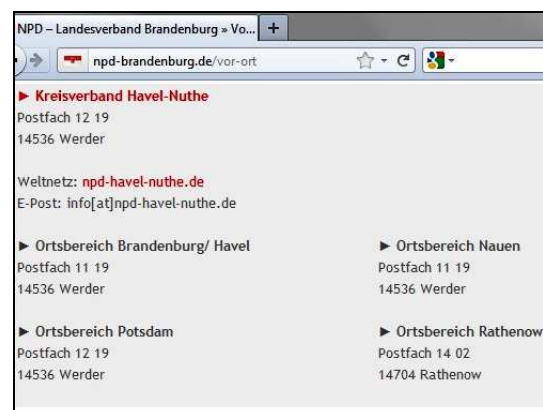 NPD – Landesverband Brandenburg » Vo...
npd-brandenburg.de/vor-ort
► Kreisverband Havel-Nuthe
Postfach 12 19
14536 Werder
Weltnetz: npd-havel-nuthe.de
E-Post: info[at]npd-havel-nuthe.de
► Ortsbereich Brandenburg/ Havel
Postfach 11 19
14536 Werder
► Ortsbereich Nauen
Postfach 11 19
14536 Werder
► Ortsbereich Potsdam
Postfach 12 19
14536 Werder
► Ortsbereich Rathenow
Postfach 14 02
14704 Rathenow